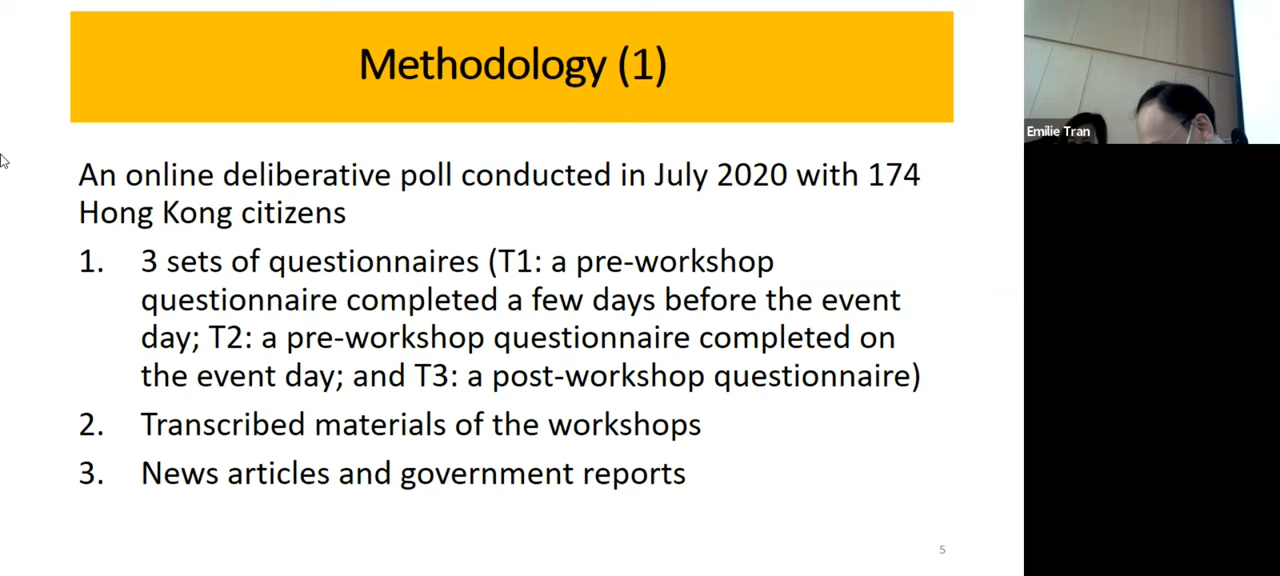 Methodology (1)
An online deliberative poll conducted in July 2020 with 174
Hong Kong citizens
1. 3 sets of questionnaires (T1: a pre-workshop
questionnaire completed a few days before the event
day; T2: a pre-workshop questionnaire completed on
the event day; and T3: a post-workshop questionnaire)
2. Transcribed materials of the workshops
3. News articles and government reports
5
Emilie Tran